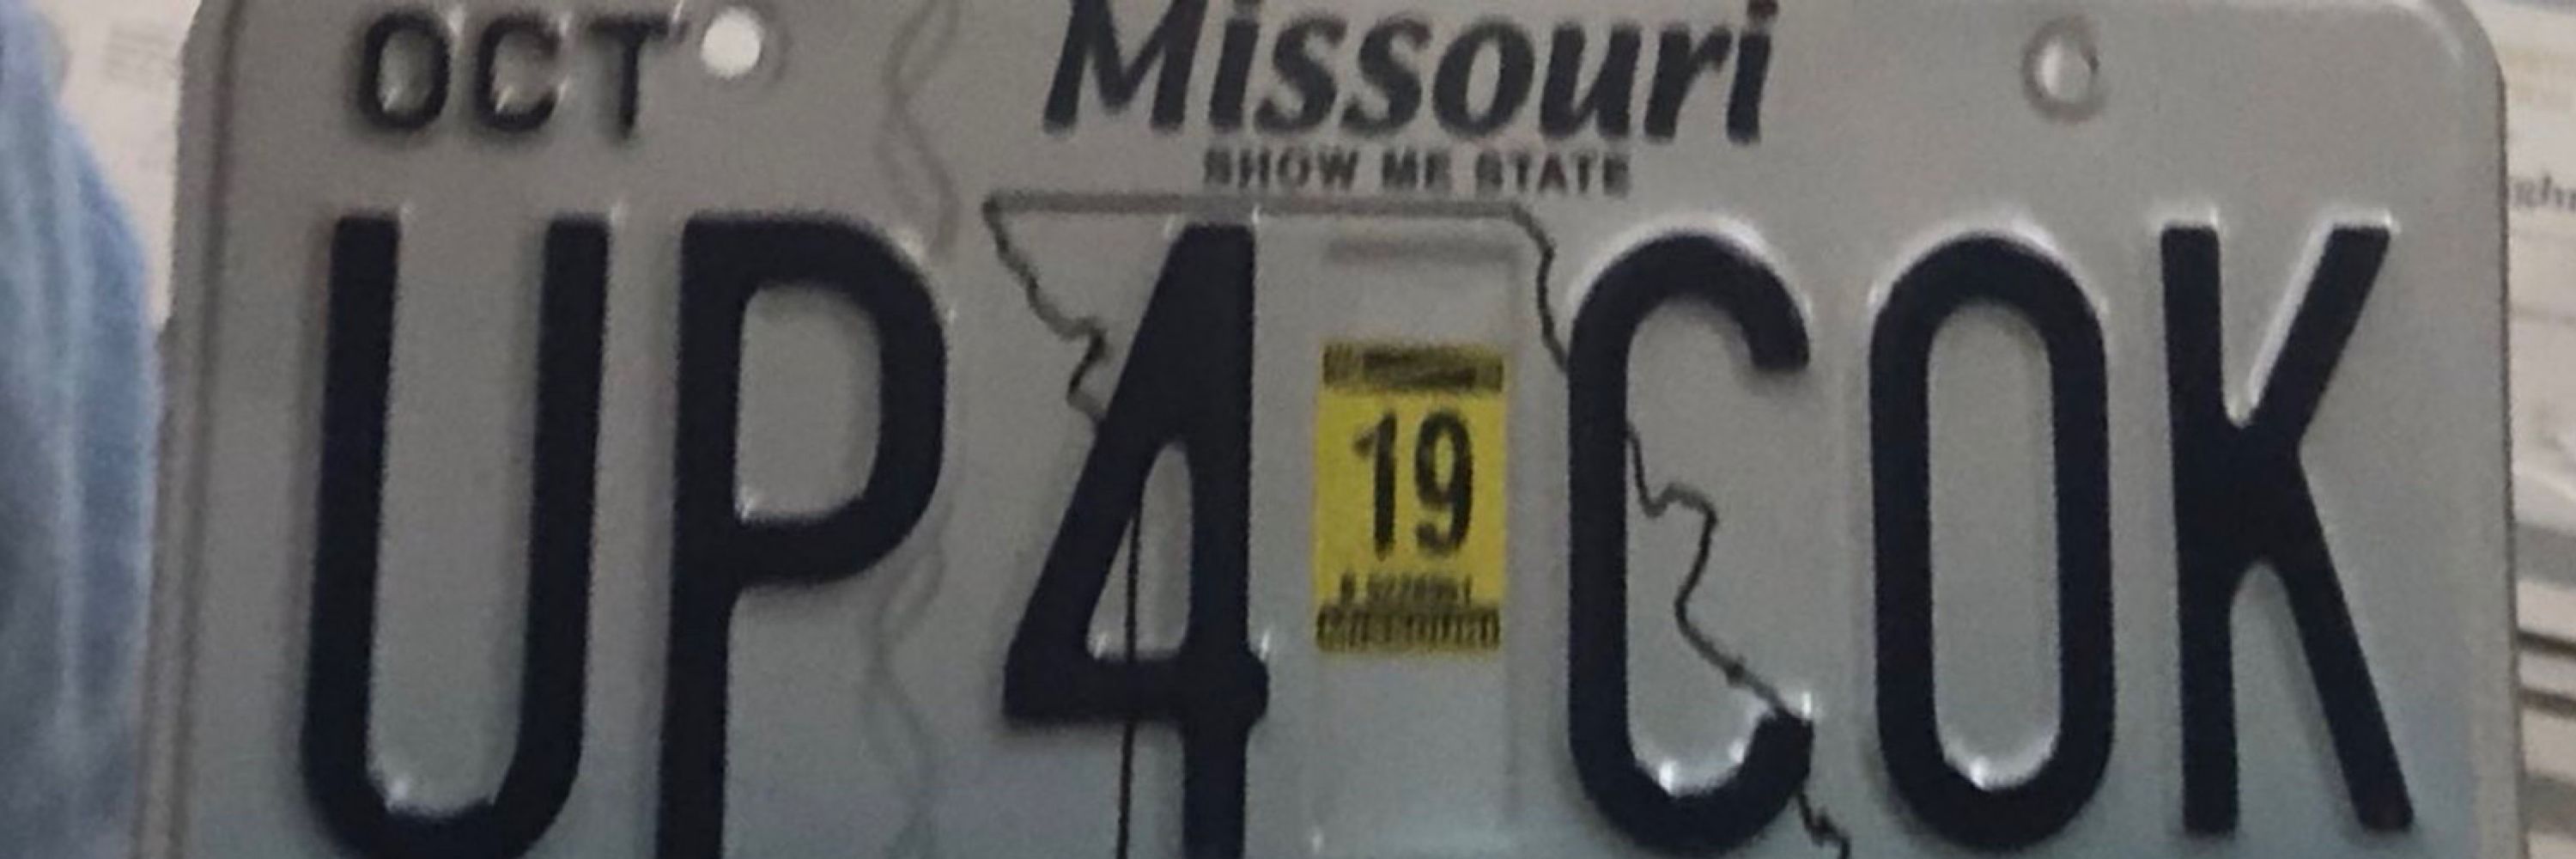 OCT
Missouri
SHOW ME STATE
UP4 COK
19